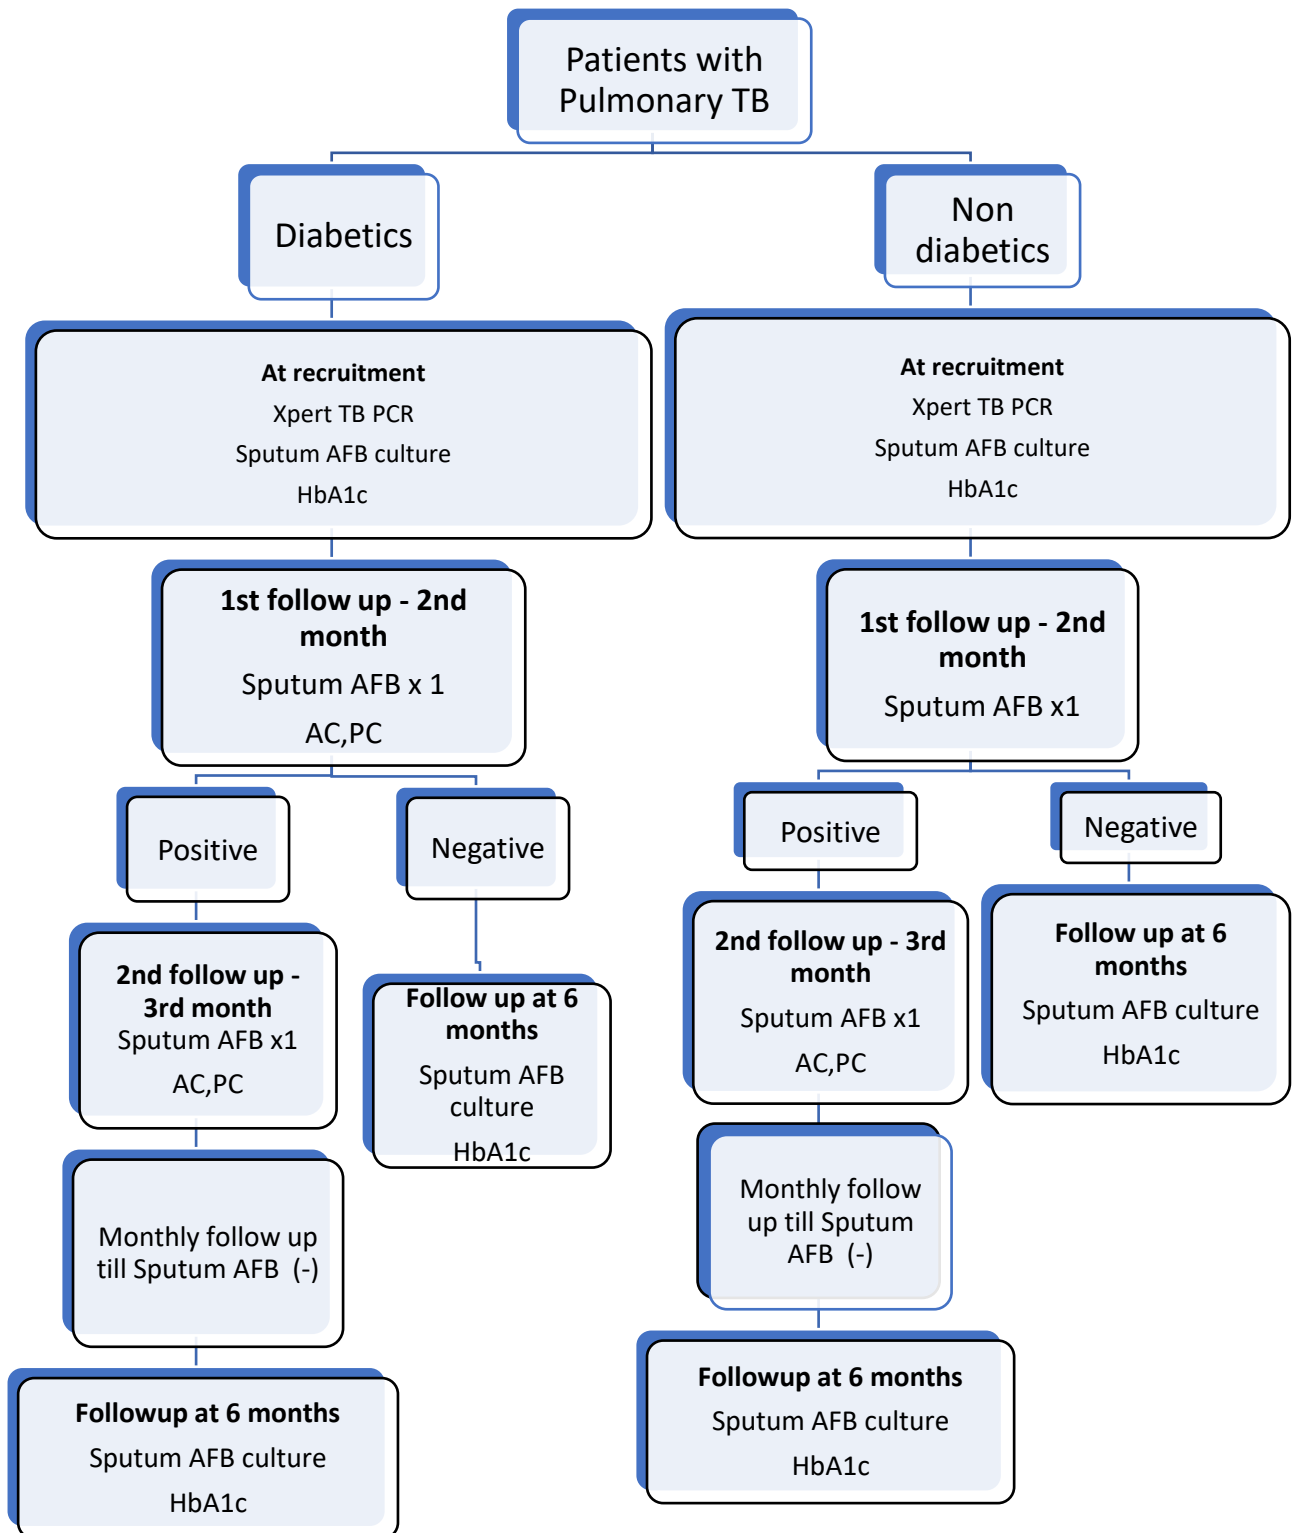 Patients with
Pulmonary TB
Diabetics
Non
diabetics
At recruitment
Xpert TB PCR
Sputum AFB culture
HbA1c
At recruitment
Xpert TB PCR
Sputum AFB culture
HbA1c
1st follow up - 2nd
month
Sputum AFB x 1
AC,PC
1st follow up - 2nd
month
Sputum AFB x1
Positive
Negative
Positive
Negative
2nd follow up -
3rd month
Sputum AFB x1
AC,PC
Follow up at 6
months
Sputum AFB
culture
HbA1c
2nd follow up - 3rd
month
Sputum AFB x1
AC,PC
Follow up at 6
months
Sputum AFB culture
HbA1c
Monthly follow up
till Sputum AFB  (-)
Monthly follow
up till Sputum
AFB  (-)
Followup at 6 months
Sputum AFB culture
HbA1c
Followup at 6 months
Sputum AFB culture
HbA1c